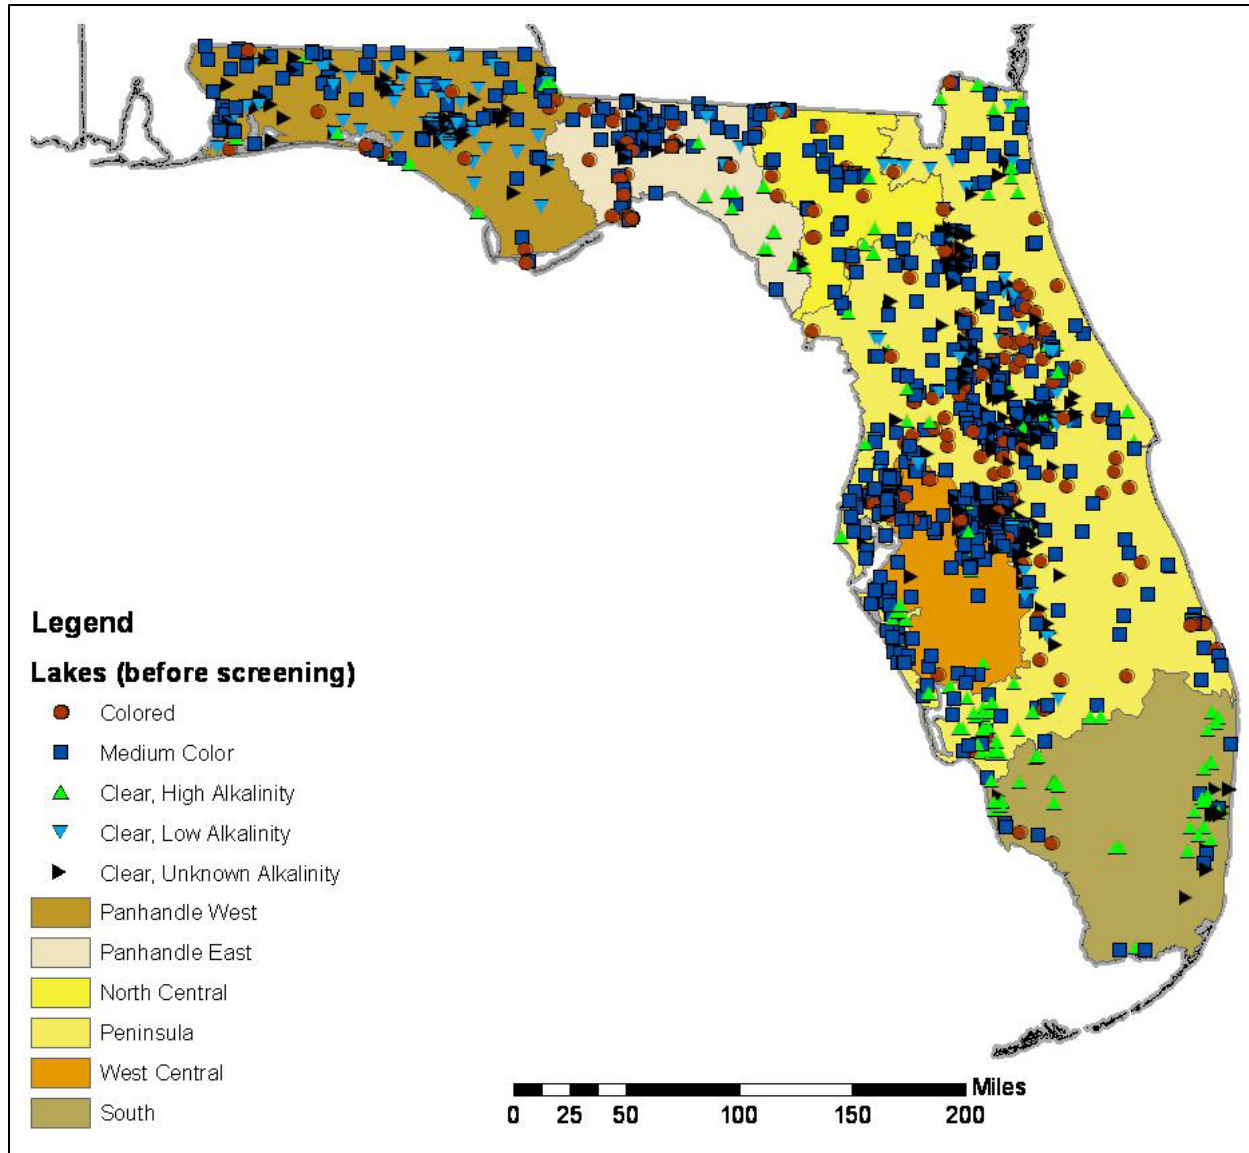 Legend
Lakes (before screening)
Colored
Medium Color
Clear, High Alkalinity
Clear, Low Alkalinity
Clear, Unknown Alkalinity
Panhandle West
Panhandle East
North Central
Peninsula
West Central
South
Miles
0 25 50 100 150 200